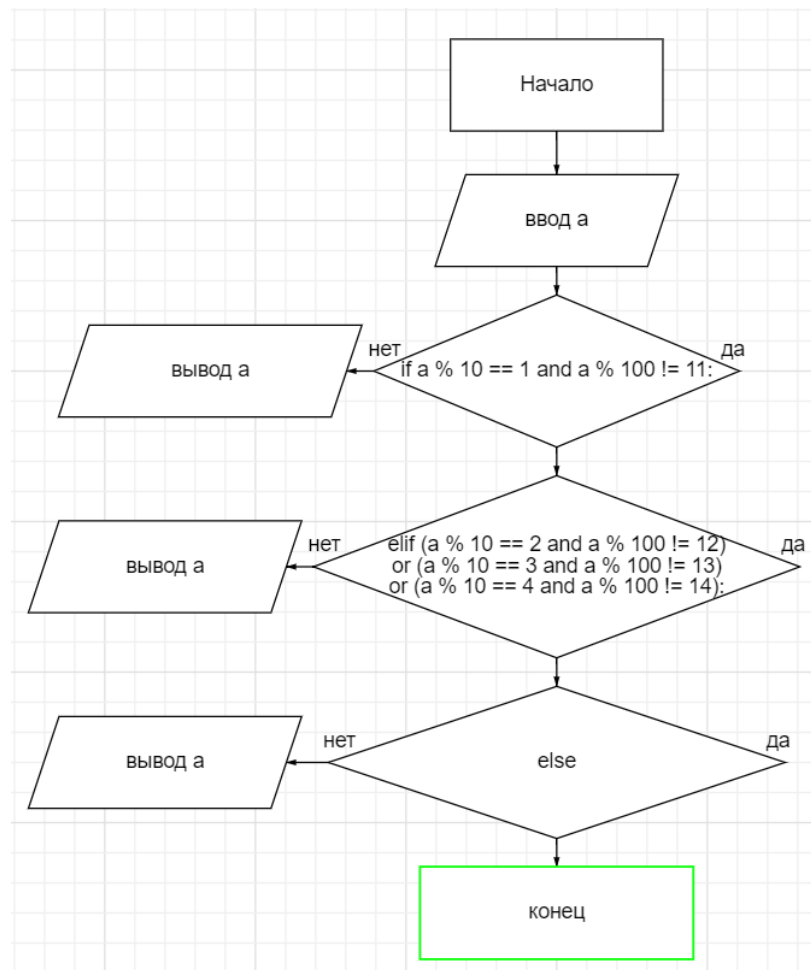 Начало
ввод a
нет
да
if a % 10 == 1 and a % 100 != 11:
вывод a
нет
да
elif (a % 10 == 2 and a % 100 != 12)
or (a % 10 == 3 and a % 100 != 13)
or (a % 10 == 4 and a % 100 != 14):
вывод a
нет
да
else
вывод a
конец